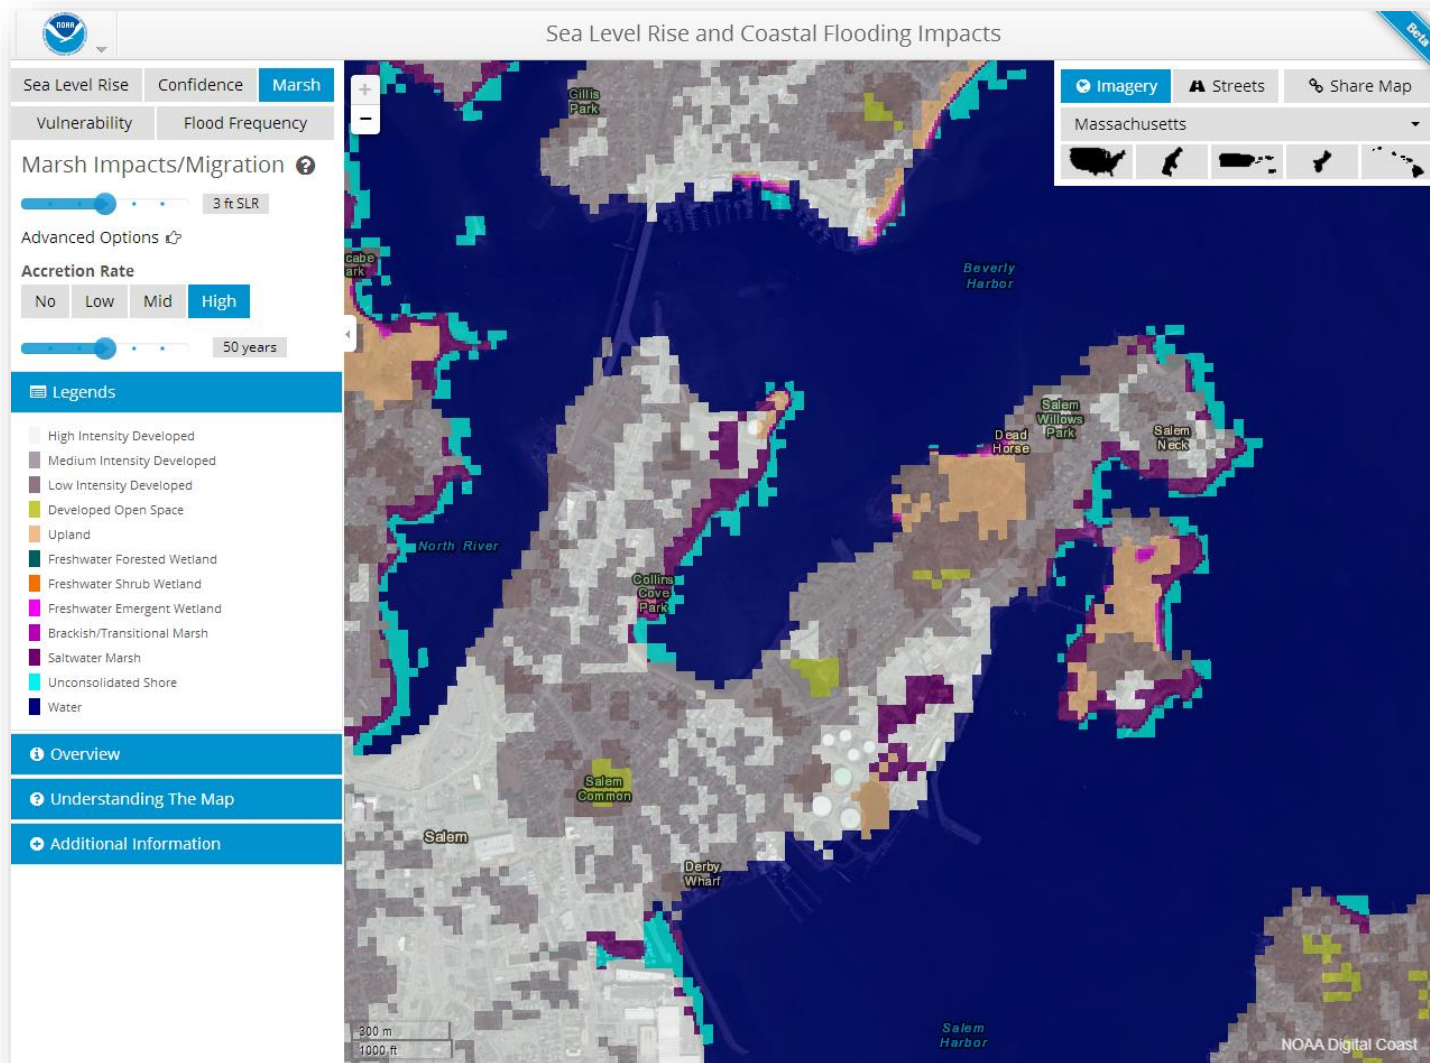 NOAA
Sea Level Rise and Coastal Flooding Impacts
Beta
Sea Level Rise
Confidence
Marsh
Vulnerability
Flood Frequency
Marsh Impacts/Migration
3 ft SLR
Advanced Options
Accretion Rate
No
Low
Mid
High
50 years
Legends
High Intensity Developed
Medium Intensity Developed
Low Intensity Developed
Developed Open Space
Upland
Freshwater Forested Wetland
Freshwater Shrub Wetland
Freshwater Emergent Wetland
Brackish/Transitional Marsh
Saltwater Marsh
Unconsolidated Shore
Water
Overview
Understanding The Map
Additional Information
Imagery
Streets
Share Map
Massachusetts
Gillis
Park
cabe
ark
Beverly
Harbor
Salem
Willows
Park
Dead
Horse
Salem
Neck
North River
Collins
Cove
Park
Salem
Common
Salem
Derby
Wharf
Salem
Harbor
300 m
1000 ft
NOAA Digital Coast